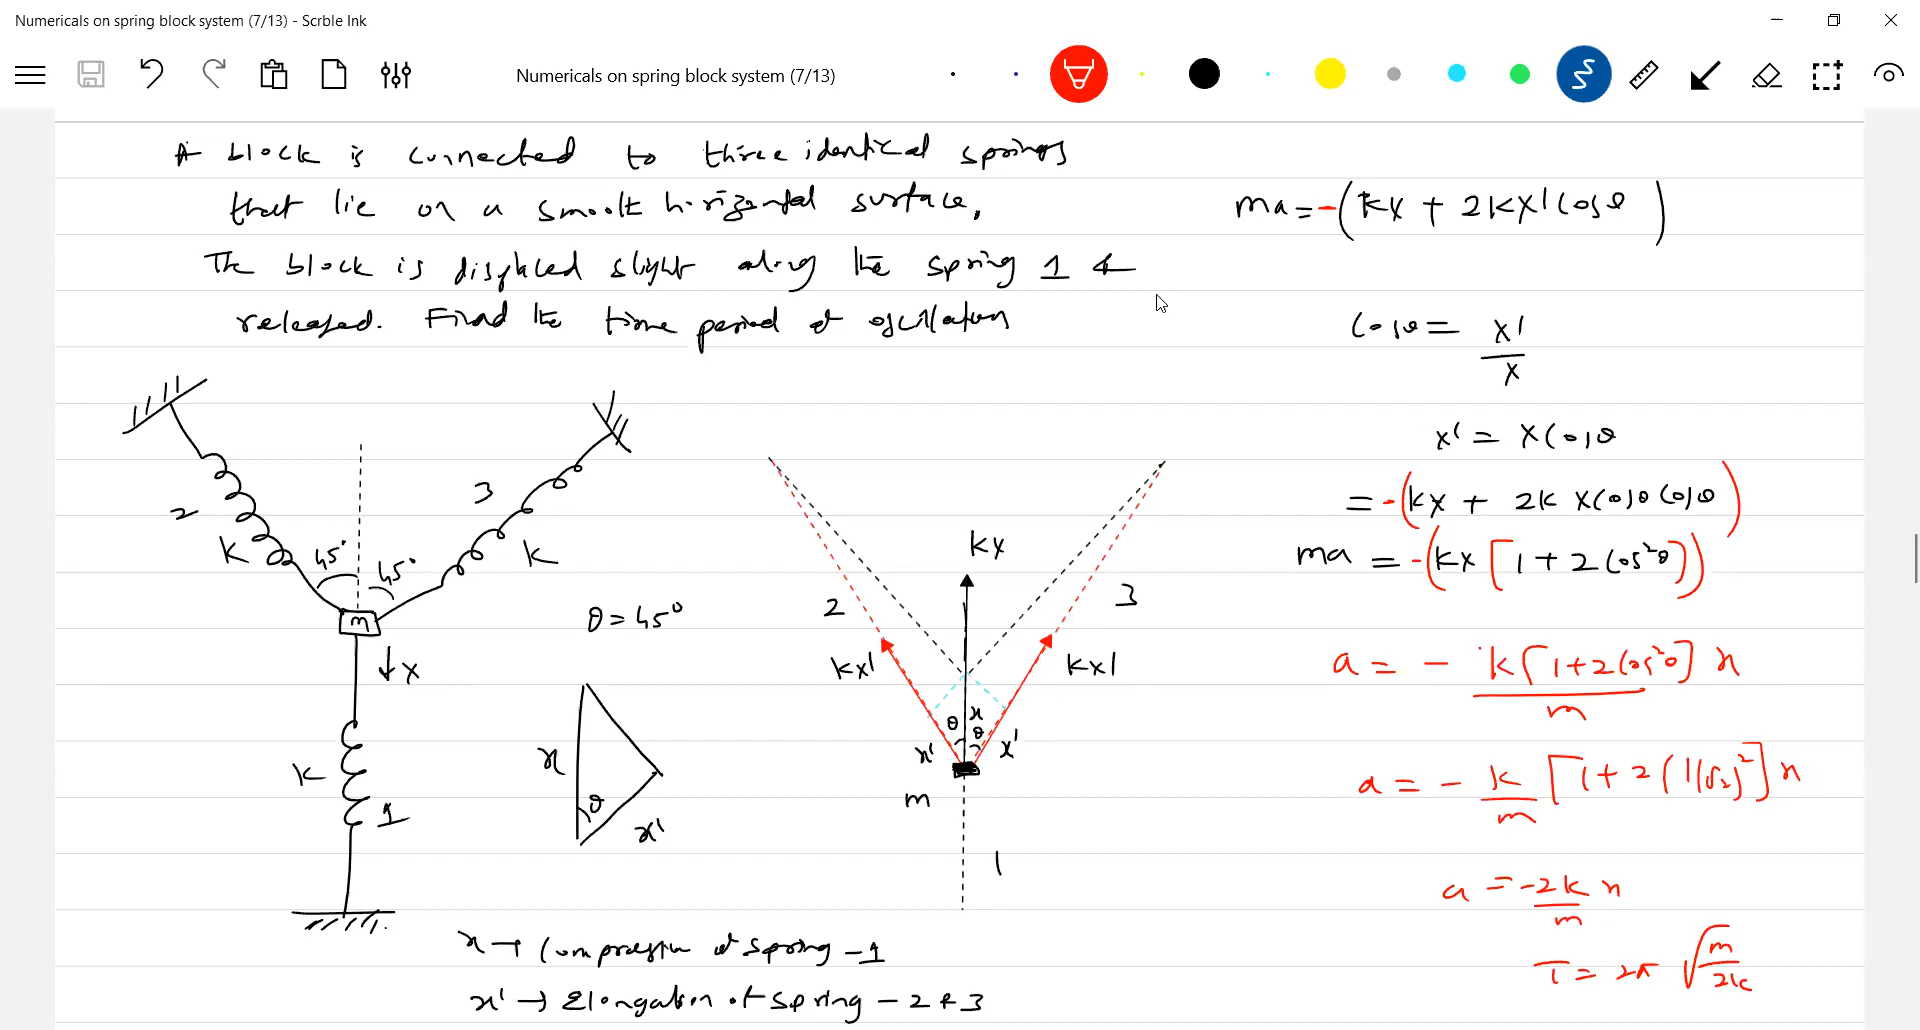 Numericals on spring block system (7/13) - Scrble Ink
Numericals on spring block system (7/13)
A block is connected to three identical springs
that lie on a smooth horizontal surface,
The block is displaced slight along the spring 1 &
released. Find the time period of oscillation
ma = -(kx + 2kx' cosθ)
cosθ = x'/x
x' = x cosθ
= -(kx + 2k x cosθ cosθ)
ma = -(kx [1 + 2 cos²θ])
a = - k[1+2cos²θ]/m x
a = - k/m [1 + 2(1/√2)²] x
a = -2k/m x
T = 2π √m/2k
2
k
45°
45°
3
k
m
↓ x
k
1
θ = 45°
x
θ
x'
kx
2
3
kx'
kx'
θ
x
θ
x'
x'
m
1
x → compression of spring - 1
x' → Elongation of spring - 2 & 3